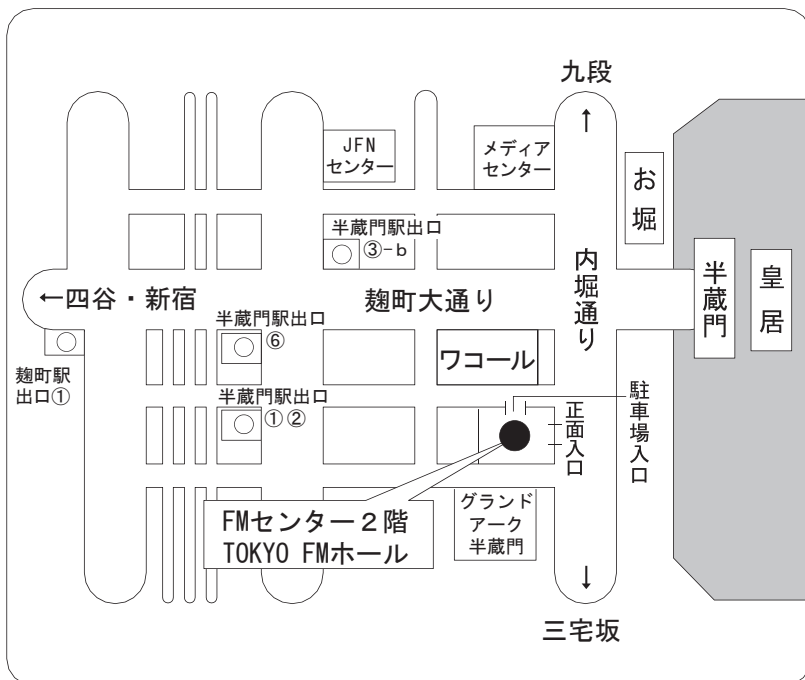 九段
↑
JFN
センター
メディア
センター
お堀
半蔵門駅出口
③-b
内堀通り
半蔵門
皇居
←四谷・新宿
麹町大通り
半蔵門駅出口
⑥
ワコール
麹町駅
出口①
半蔵門駅出口
①②
正面入口
駐車場入口
FMセンター２階
TOKYO FMホール
グランド
アーク
半蔵門
↓
三宅坂